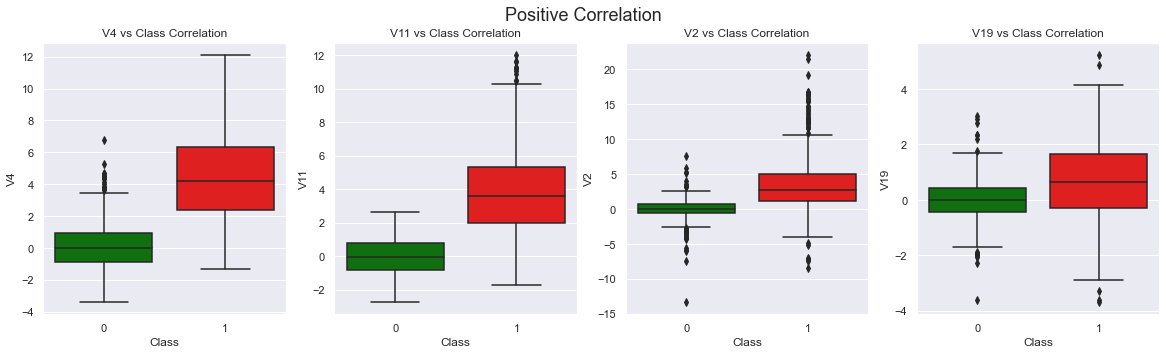 Positive Correlation
V4 vs Class Correlation
V11 vs Class Correlation
V2 vs Class Correlation
V19 vs Class Correlation
V4
12
10
8
6
4
2
0
−2
−4
0 1
Class
V11
12
10
8
6
4
2
0
−2
0 1
Class
V2
20
15
10
5
0
−5
−10
−15
0 1
Class
V19
4
2
0
−2
−4
0 1
Class